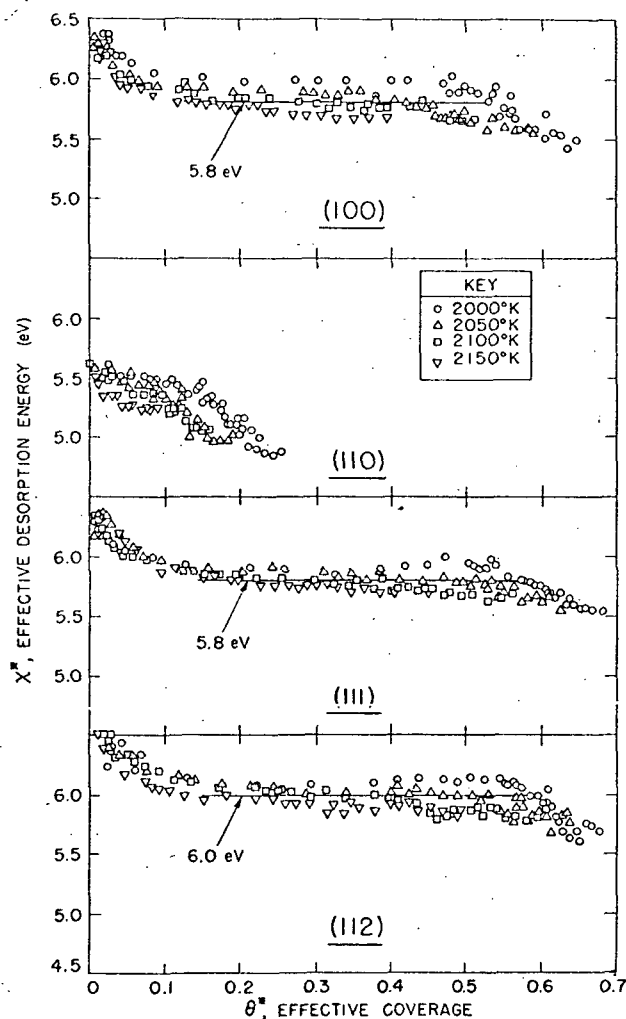 6.5
6.0
5.5
5.0
5.8 eV
(100)
KEY
○ 2000°K
△ 2050°K
□ 2100°K
▽ 2150°K
6.0
5.5
5.0
(110)
6.0
5.5
5.0
5.8 eV
(111)
6.0
5.5
5.0
4.5
6.0 eV
(112)
χ*, EFFECTIVE DESORPTION ENERGY (eV)
0 0.1 0.2 0.3 0.4 0.5 0.6 0.7
θ*, EFFECTIVE COVERAGE